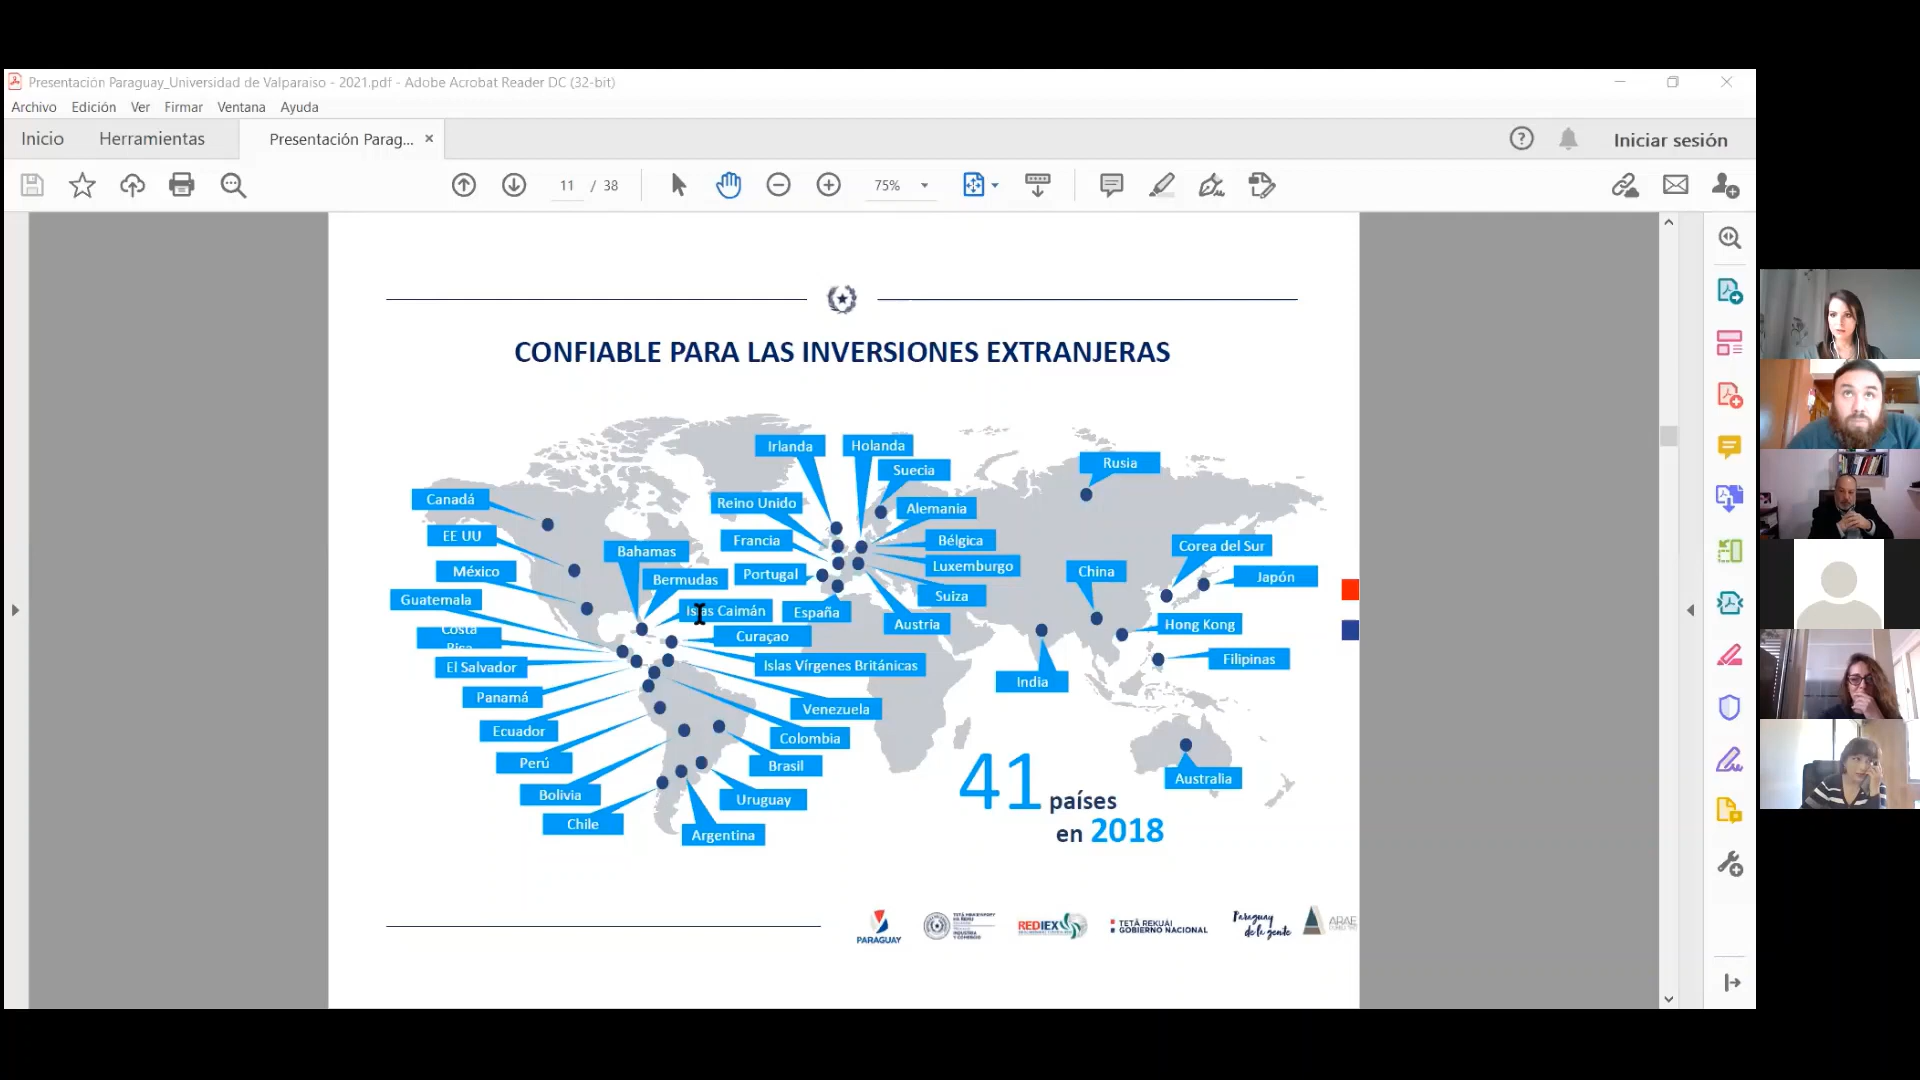 Presentación Paraguay_Universidad de Valparaiso - 2021.pdf - Adobe Acrobat Reader DC (32-bit)
Archivo Edición Ver Firmar Ventana Ayuda
Inicio Herramientas Presentación Parag... × Iniciar sesión
11 / 38 75%
CONFIABLE PARA LAS INVERSIONES EXTRANJERAS
Irlanda
Holanda
Suecia
Rusia
Canadá
Reino Unido
Alemania
EE UU
Francia
Bélgica
Corea del Sur
Bahamas
Luxemburgo
México
Bermudas
Portugal
China
Japón
Guatemala
Suiza
Islas Caimán
España
Austria
Hong Kong
Costa
Rica
Curaçao
El Salvador
Islas Vírgenes Británicas
Filipinas
India
Panamá
Venezuela
Ecuador
Colombia
Perú
Brasil
Australia
Bolivia
Uruguay
Chile
Argentina
41 países
en 2018
PARAGUAY
REDIEX
TETÃ REKUÁI
GOBIERNO NACIONAL
Paraguay
de la gente
ARAE